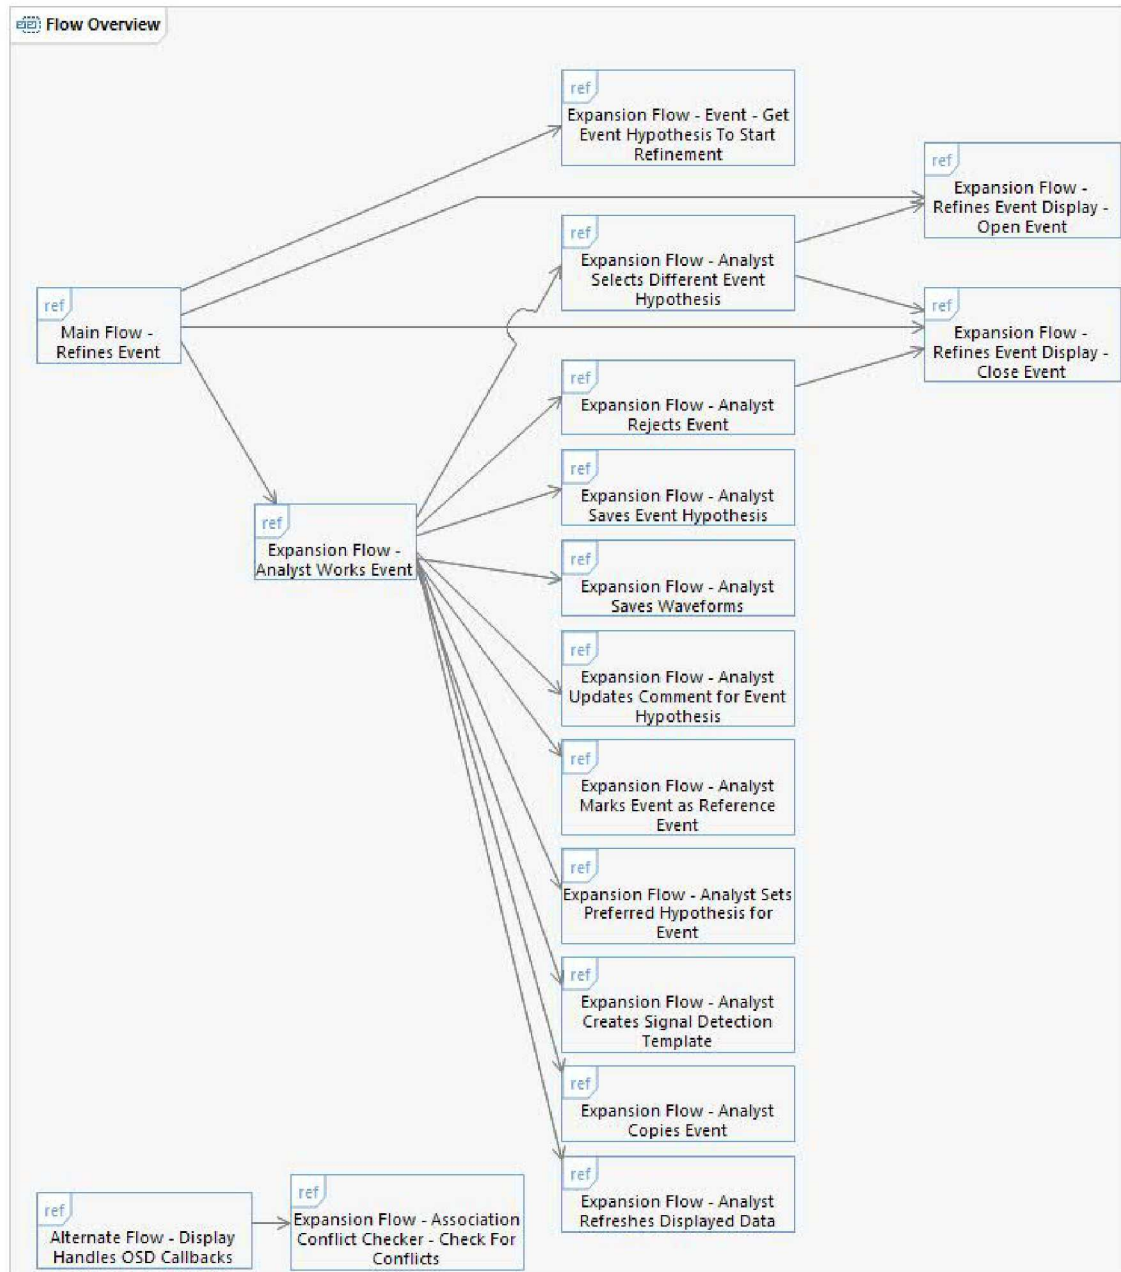 Flow Overview
ref
Expansion Flow - Event - Get
Event Hypothesis To Start
Refinement
ref
Expansion Flow -
Refines Event Display -
Open Event
ref
Expansion Flow - Analyst
Selects Different Event
Hypothesis
ref
Main Flow -
Refines Event
ref
Expansion Flow -
Refines Event Display -
Close Event
ref
Expansion Flow - Analyst
Rejects Event
ref
Expansion Flow - Analyst
Saves Event Hypothesis
ref
Expansion Flow -
Analyst Works Event
ref
Expansion Flow - Analyst
Saves Waveforms
ref
Expansion Flow - Analyst
Updates Comment for Event
Hypothesis
ref
Expansion Flow - Analyst
Marks Event as Reference
Event
ref
Expansion Flow - Analyst Sets
Preferred Hypothesis for
Event
ref
Expansion Flow - Analyst
Creates Signal Detection
Template
ref
Expansion Flow - Analyst
Copies Event
ref
Expansion Flow - Analyst
Refreshes Displayed Data
ref
Alternate Flow - Display
Handles OSD Callbacks
ref
Expansion Flow - Association
Conflict Checker - Check For
Conflicts